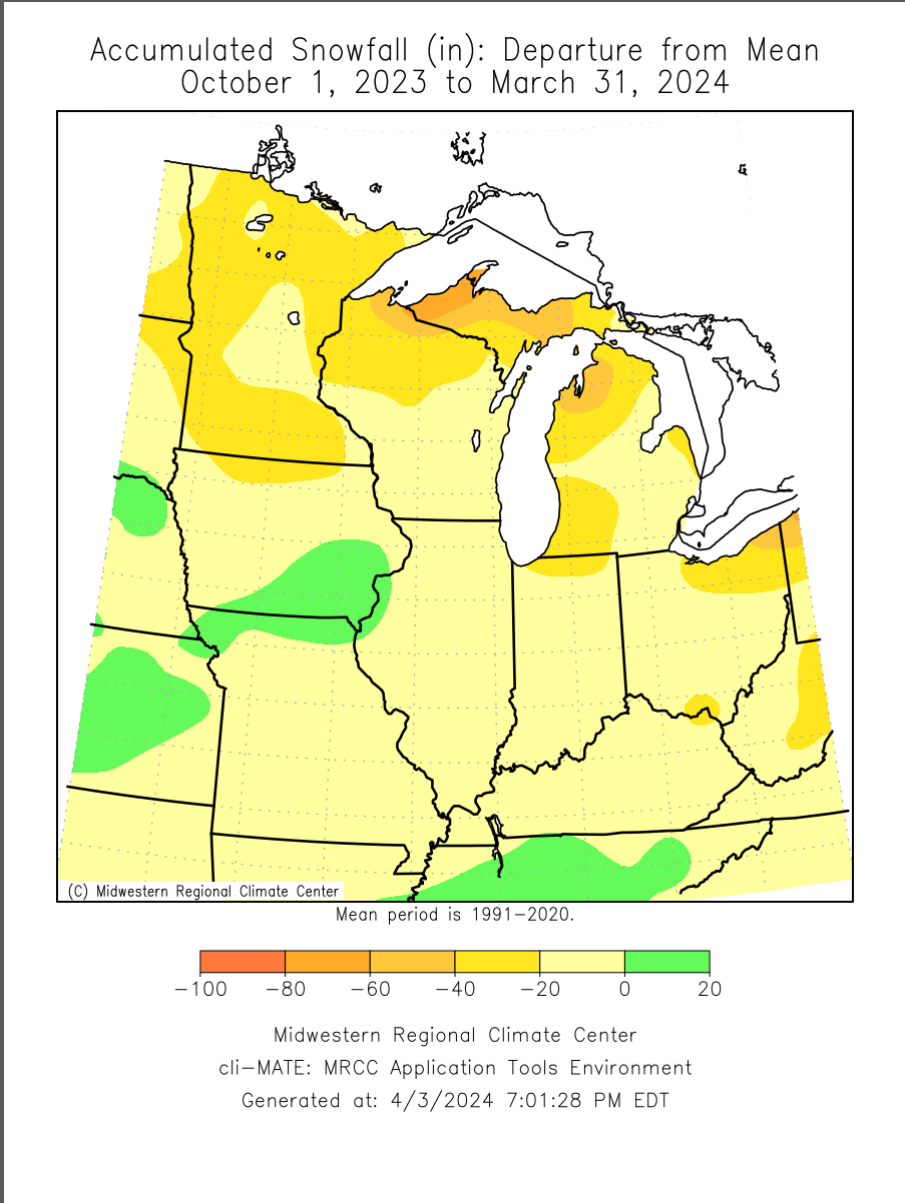 Accumulated Snowfall (in): Departure from Mean
October 1, 2023 to March 31, 2024
(C) Midwestern Regional Climate Center
Mean period is 1991-2020.
-100 -80 -60 -40 -20 0 20
Midwestern Regional Climate Center
cli-MATE: MRCC Application Tools Environment
Generated at: 4/3/2024 7:01:28 PM EDT